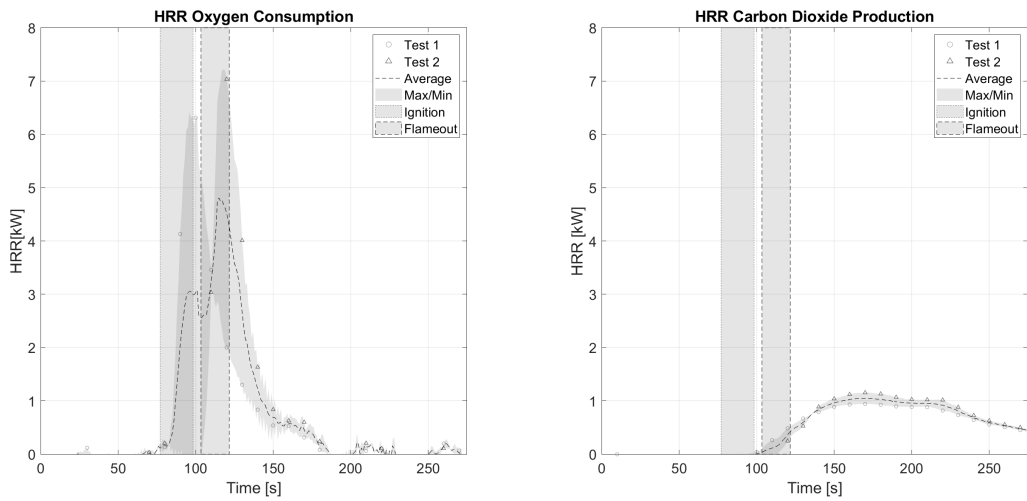 HRR Oxygen Consumption
8
7
6
5
4
3
2
1
0
HRR[kW]
0 50 100 150 200 250
Time [s]
Test 1
Test 2
Average
Max/Min
Ignition
Flameout
HRR Carbon Dioxide Production
8
7
6
5
4
3
2
1
0
HRR [kW]
0 50 100 150 200 250
Time [s]
Test 1
Test 2
Average
Max/Min
Ignition
Flameout